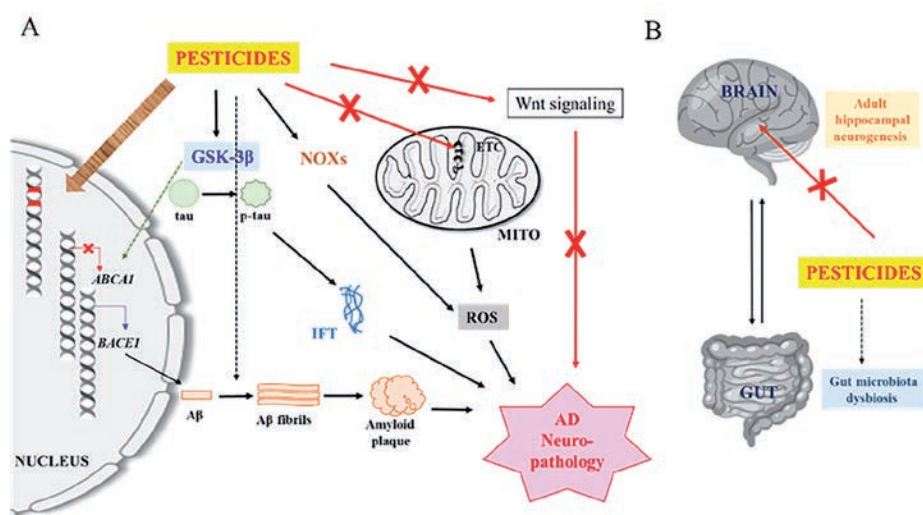 A
PESTICIDES
Wnt signaling
GSK-3β
NOXs
ETC
tau
p-tau
MITO
ABCA1
IFT
ROS
BACE1
Aβ
Aβ fibrils
Amyloid
plaque
AD
Neuro-
pathology
NUCLEUS
B
BRAIN
Adult
hippocampal
neurogenesis
PESTICIDES
GUT
Gut microbiota
dysbiosis